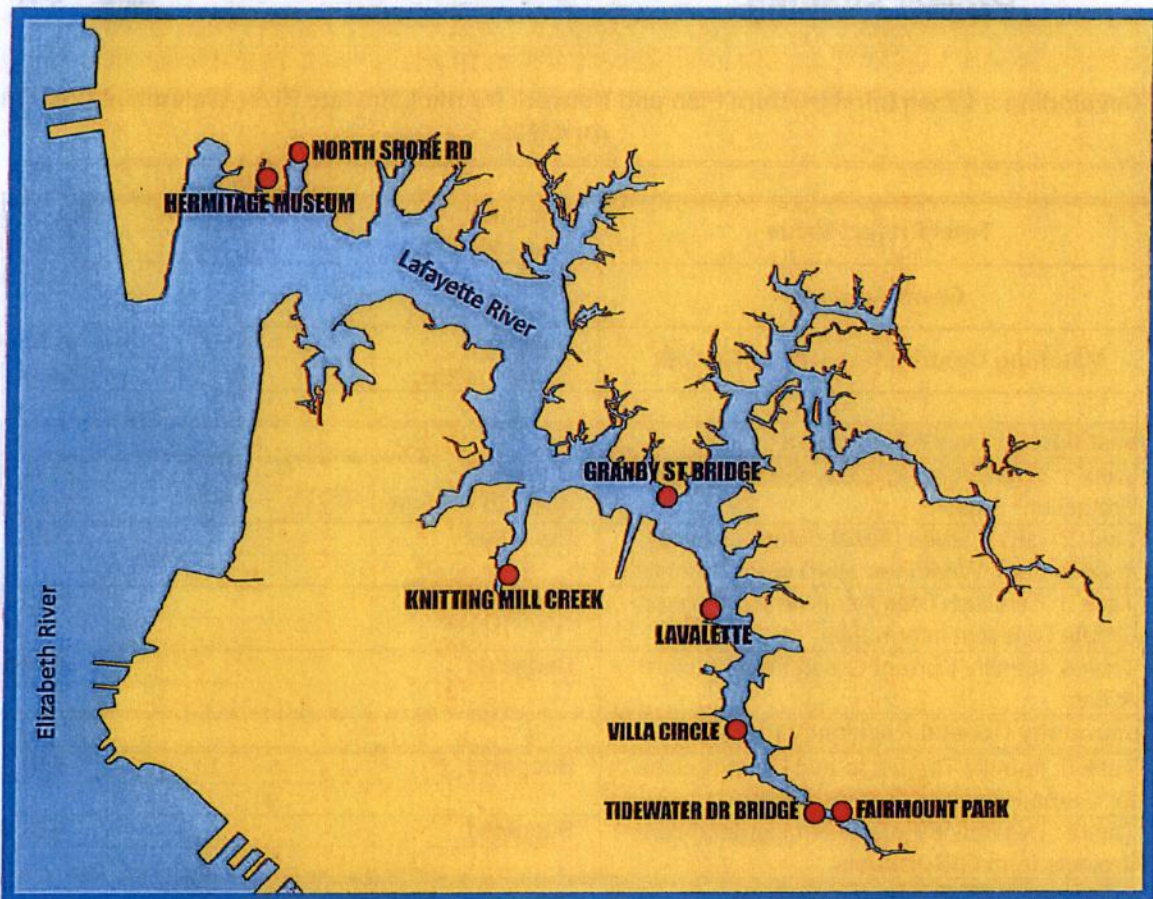 NORTH SHORE RD
HERMITAGE MUSEUM
Lafayette River
GRANBY ST BRIDGE
KNITTING MILL CREEK
LAVALETTE
Elizabeth River
VILLA CIRCLE
TIDEWATER DR BRIDGE
FAIRMOUNT PARK